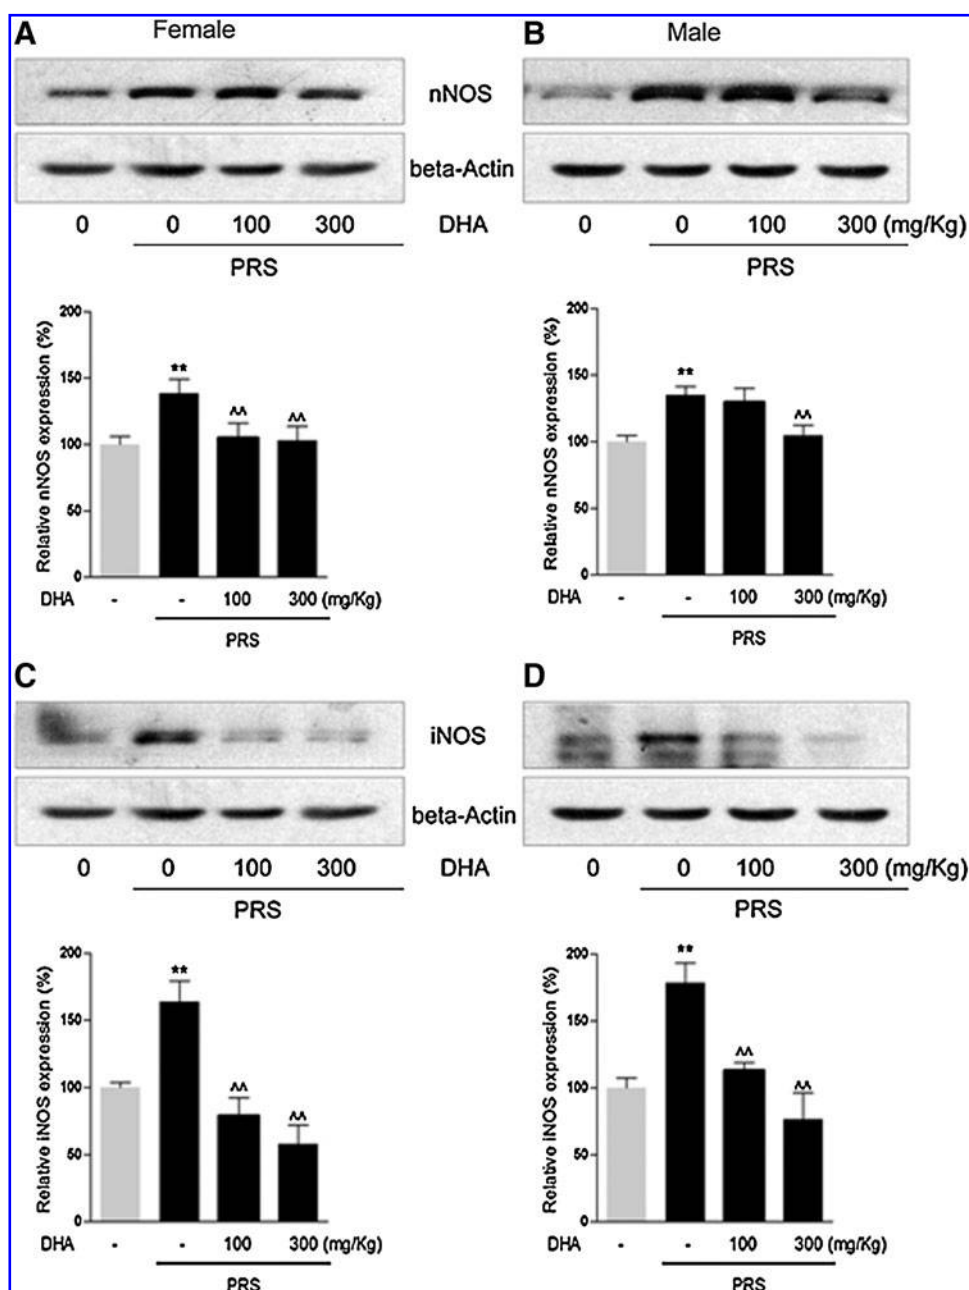 A Female B Male
nNOS
beta-Actin
0 0 100 300 DHA 0 0 100 300 (mg/Kg)
PRS PRS
200
150
100
50
0
Relative nNOS expression (%)
**
^^
^^
DHA - - 100 300 (mg/Kg)
PRS
200
150
100
50
0
Relative nNOS expression (%)
**
^^
DHA - - 100 300 (mg/Kg)
PRS
C D
iNOS
beta-Actin
0 0 100 300 DHA 0 0 100 300 (mg/Kg)
PRS PRS
200
150
100
50
0
Relative iNOS expression (%)
**
^^
^^
DHA - - 100 300 (mg/Kg)
PRS
200
150
100
50
0
Relative iNOS expression (%)
**
^^
^^
DHA - - 100 300 (mg/Kg)
PRS